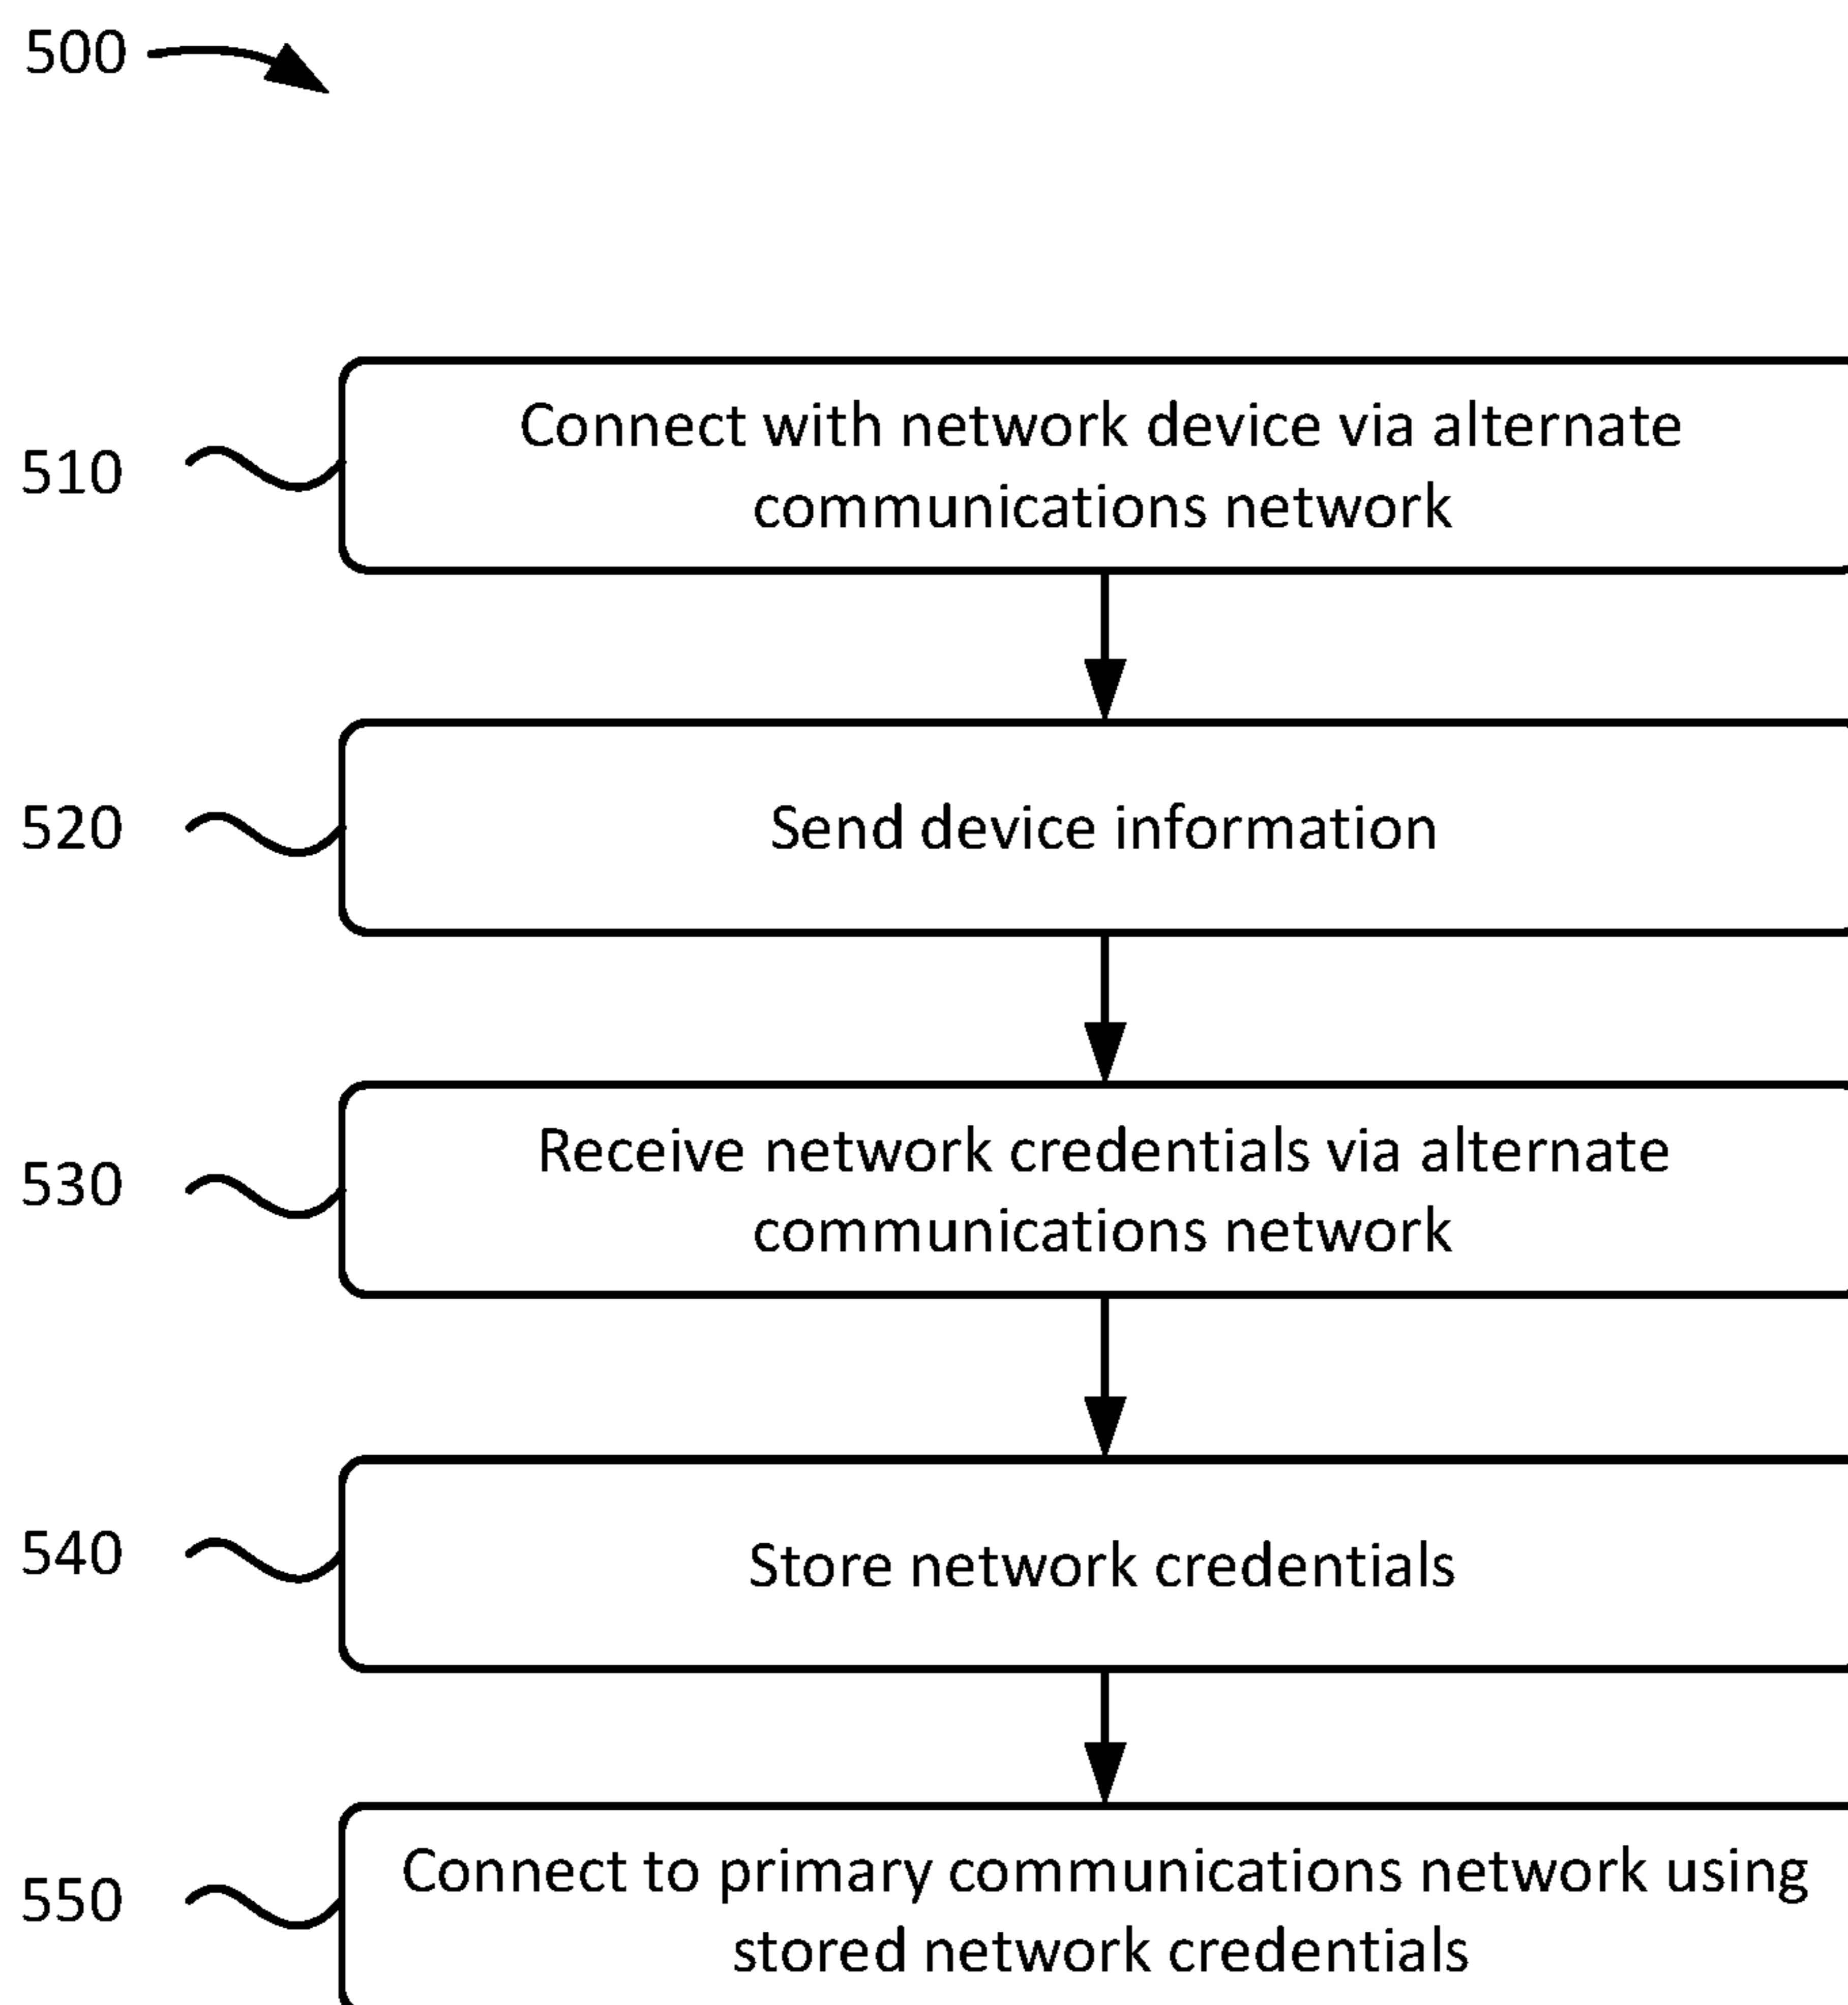 500
510
Connect with network device via alternate
communications network
520
Send device information
530
Receive network credentials via alternate
communications network
540
Store network credentials
550
Connect to primary communications network using
stored network credentials